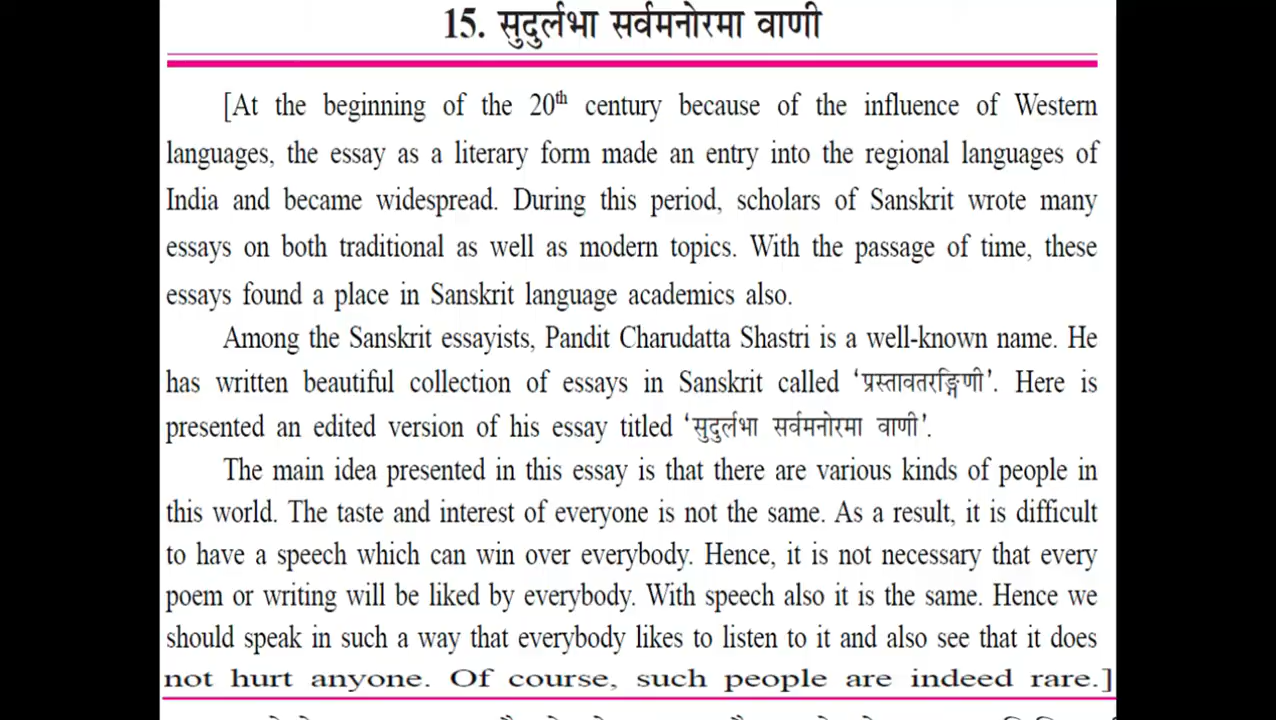 15. सुदुर्लभा सर्वमनोरमा वाणी
[At the beginning of the 20th century because of the influence of Western
languages, the essay as a literary form made an entry into the regional languages of
India and became widespread. During this period, scholars of Sanskrit wrote many
essays on both traditional as well as modern topics. With the passage of time, these
essays found a place in Sanskrit language academics also.
Among the Sanskrit essayists, Pandit Charudatta Shastri is a well-known name. He
has written beautiful collection of essays in Sanskrit called ‘प्रस्तावतरङ्गिणी’. Here is
presented an edited version of his essay titled ‘सुदुर्लभा सर्वमनोरमा वाणी’.
The main idea presented in this essay is that there are various kinds of people in
this world. The taste and interest of everyone is not the same. As a result, it is difficult
to have a speech which can win over everybody. Hence, it is not necessary that every
poem or writing will be liked by everybody. With speech also it is the same. Hence we
should speak in such a way that everybody likes to listen to it and also see that it does
not hurt anyone. Of course, such people are indeed rare.]